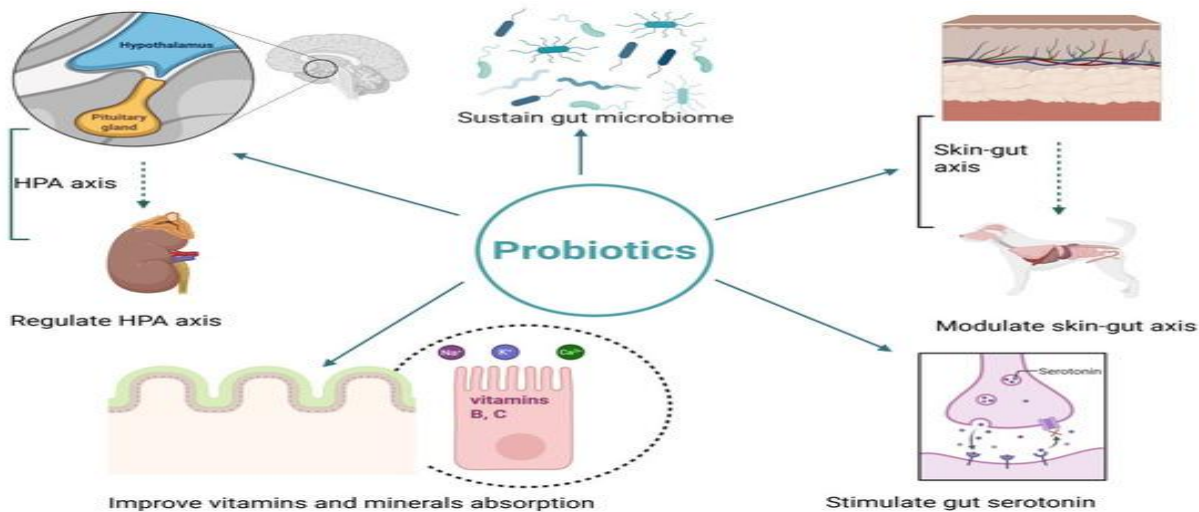 Hypothalamus
Pituitary
gland
HPA axis
Regulate HPA axis
Sustain gut microbiome
Skin-gut
axis
Modulate skin-gut axis
Probiotics
Na⁺
K⁺
Ca²⁺
vitamins
B, C
Improve vitamins and minerals absorption
Serotonin
Stimulate gut serotonin